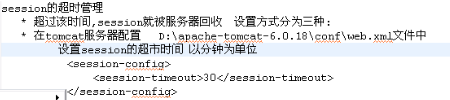 session的超时管理
* 超过该时间,session就被服务器回收 设置方式分为三种：
* 在tomcat服务器配置 D:\apache-tomcat-6.0.18\conf\web.xml文件中
设置session的超市时间 以分钟为单位
<session-config>
<session-timeout>30</session-timeout>
</session-config>